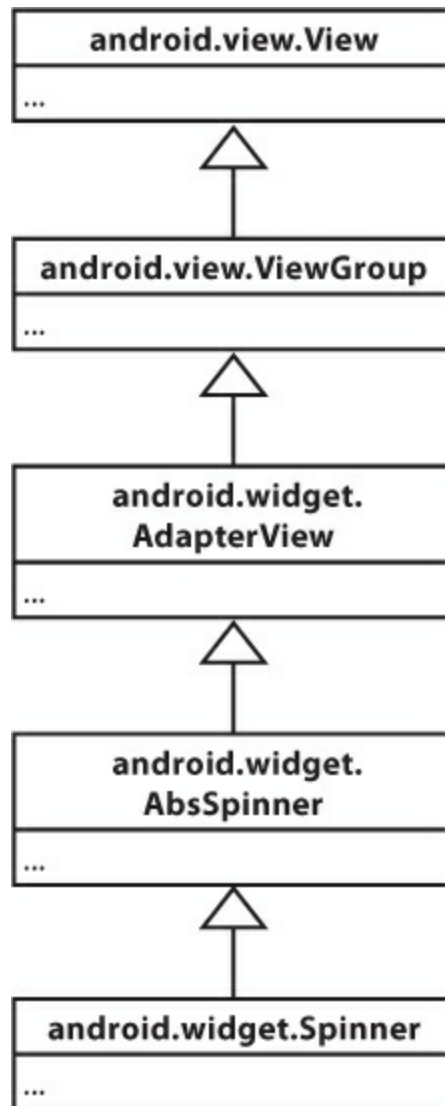 android.view.View
...
android.view.ViewGroup
...
android.widget.
AdapterView
...
android.widget.
AbsSpinner
...
android.widget.Spinner
...